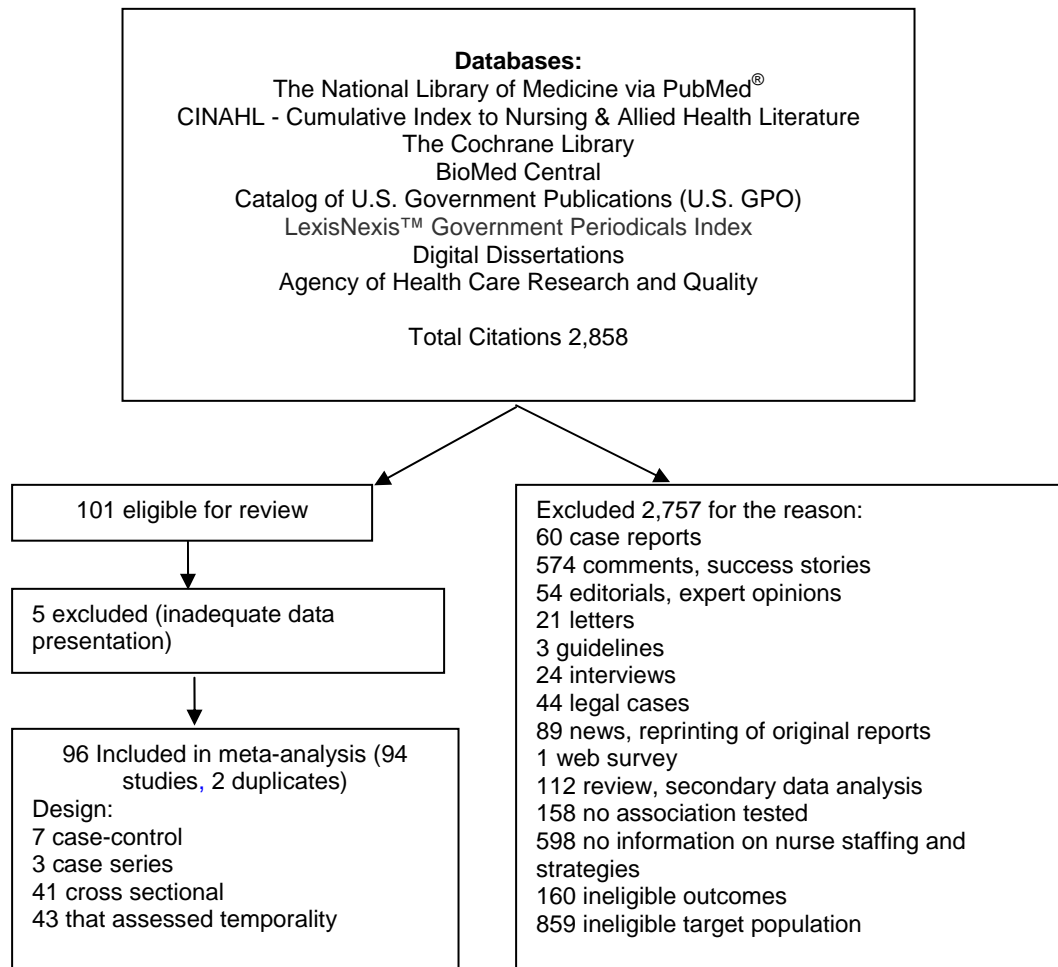 Databases:
The National Library of Medicine via PubMed®
CINAHL - Cumulative Index to Nursing & Allied Health Literature
The Cochrane Library
BioMed Central
Catalog of U.S. Government Publications (U.S. GPO)
LexisNexis™ Government Periodicals Index
Digital Dissertations
Agency of Health Care Research and Quality
Total Citations 2,858
101 eligible for review
5 excluded (inadequate data
presentation)
96 Included in meta-analysis (94
studies, 2 duplicates)
Design:
7 case-control
3 case series
41 cross sectional
43 that assessed temporality
Excluded 2,757 for the reason:
60 case reports
574 comments, success stories
54 editorials, expert opinions
21 letters
3 guidelines
24 interviews
44 legal cases
89 news, reprinting of original reports
1 web survey
112 review, secondary data analysis
158 no association tested
598 no information on nurse staffing and
strategies
160 ineligible outcomes
859 ineligible target population